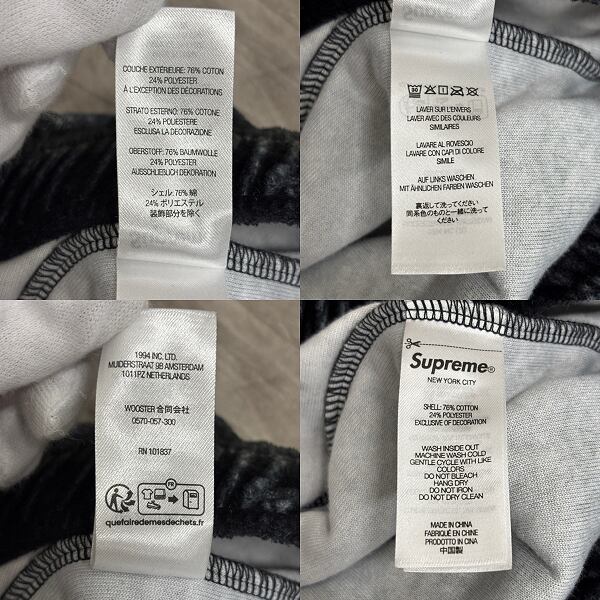 COUCHE EXTÉRIEURE: 76% COTON
24% POLYESTER
À L'EXCEPTION DES DÉCORATIONS
STRATO ESTERNO: 76% COTONE
24% POLIESTERE
ESCLUSA LA DECORAZIONE
OBERSTOFF: 76% BAUMWOLLE
24% POLYESTER
AUSSCHLIEBLICH DEKORATION
シェル: 76% 綿
24% ポリエステル
装飾部分を除く
30
LAVER SUR L'ENVERS
LAVER AVEC DES COULEURS
SIMILAIRES
LAVARE AL ROVESCIO
LAVARE CON CAPI DI COLORE
SIMILE
AUF LINKS WASCHEN
MIT ÄHNLICHEN FARBEN WASCHEN
裏返して洗ってください
同系色のものと一緒に洗って
ください
1994 INC. LTD.
MUIDERSTRAAT 9B AMSTERDAM
1011PZ NETHERLANDS
WOOSTER 合同会社
0570-057-300
RN 101837
FR
quefairedemesdechets.fr
Supreme®
NEW YORK CITY
SHELL: 76% COTTON
24% POLYESTER
EXCLUSIVE OF DECORATION
WASH INSIDE OUT
MACHINE WASH COLD
GENTLE CYCLE WITH LIKE
COLORS
DO NOT BLEACH
HANG DRY
DO NOT IRON
DO NOT DRY CLEAN
MADE IN CHINA
FABRIQUÉ EN CHINE
PRODOTTO IN CINA
中国製